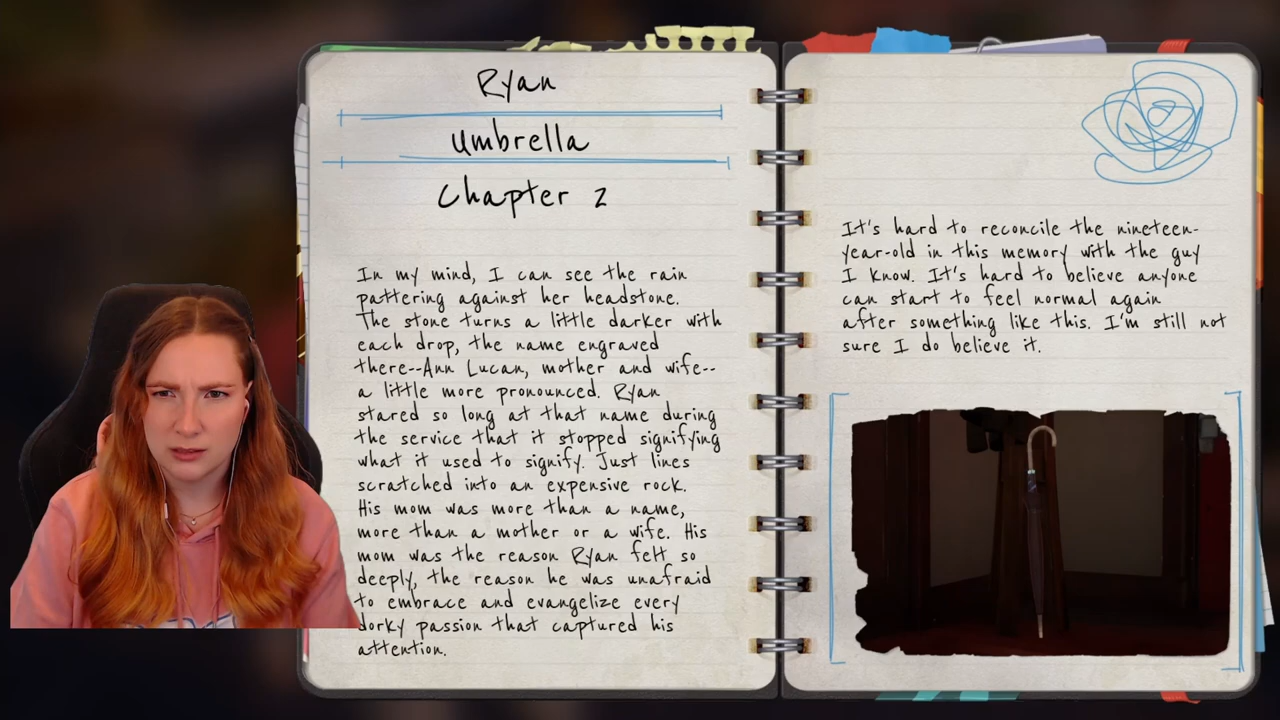 Ryan
Umbrella
Chapter 2
In my mind, I can see the rain
pattering against her headstone.
The stone turns a little darker with
each drop, the name engraved
there--Ann Lucan, mother and wife--
a little more pronounced. Ryan
stared so long at that name during
the service that it stopped signifying
what it used to signify. Just lines
scratched into an expensive rock.
His mom was more than a name,
more than a mother or a wife. His
mom was the reason Ryan felt so
deeply, the reason he was unafraid
to embrace and evangelize every
dorky passion that captured his
attention.
It's hard to reconcile the nineteen-
year-old in this memory with the guy
I know. It's hard to believe anyone
can start to feel normal again
after something like this. I'm still not
sure I do believe it.